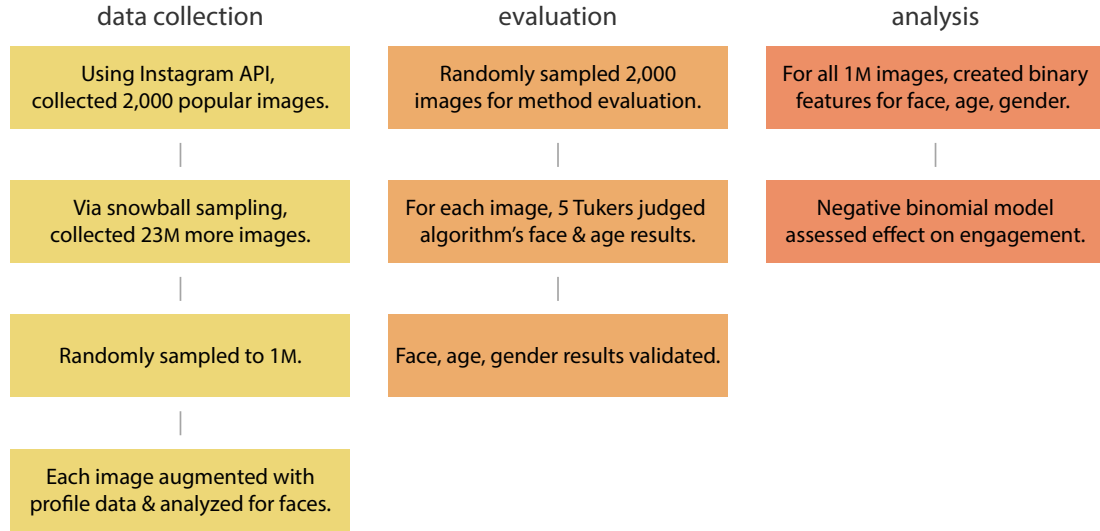 data collection
Using Instagram API,
collected 2,000 popular images.
Via snowball sampling,
collected 23M more images.
Randomly sampled to 1M.
Each image augmented with
profile data & analyzed for faces.
evaluation
Randomly sampled 2,000
images for method evaluation.
For each image, 5 Tukers judged
algorithm's face & age results.
Face, age, gender results validated.
analysis
For all 1M images, created binary
features for face, age, gender.
Negative binomial model
assessed effect on engagement.